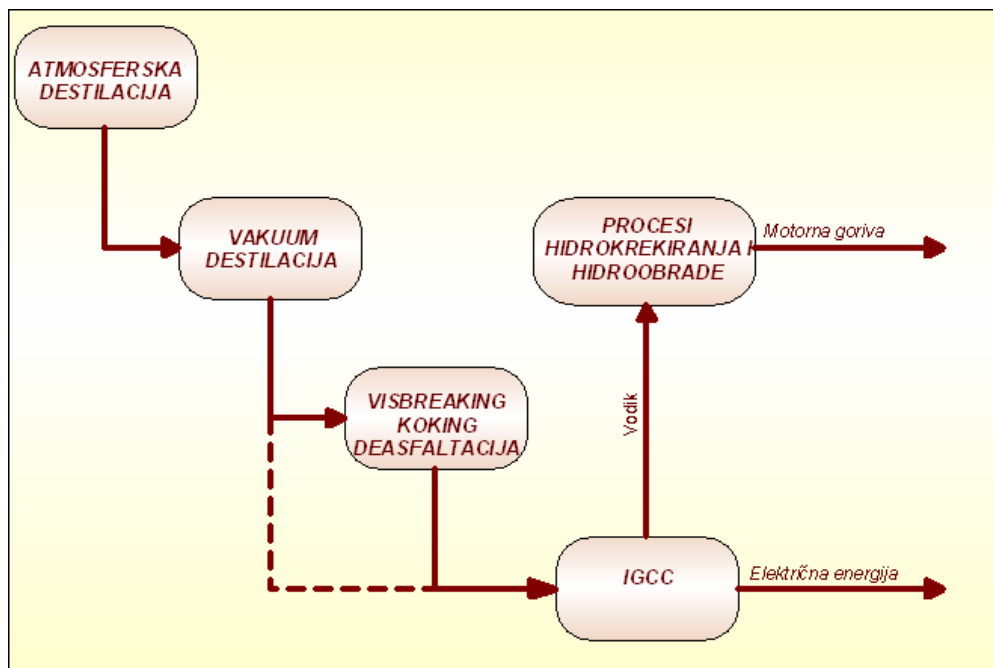 ATMOSFERSKA
DESTILACIJA
VAKUUM
DESTILACIJA
PROCESI
HIDROKREKIRANJA I
HIDROOBRADE
Motorna goriva
VISBREAKING
KOKING
DEASFALTACIJA
Vodik
IGCC
Električna energija